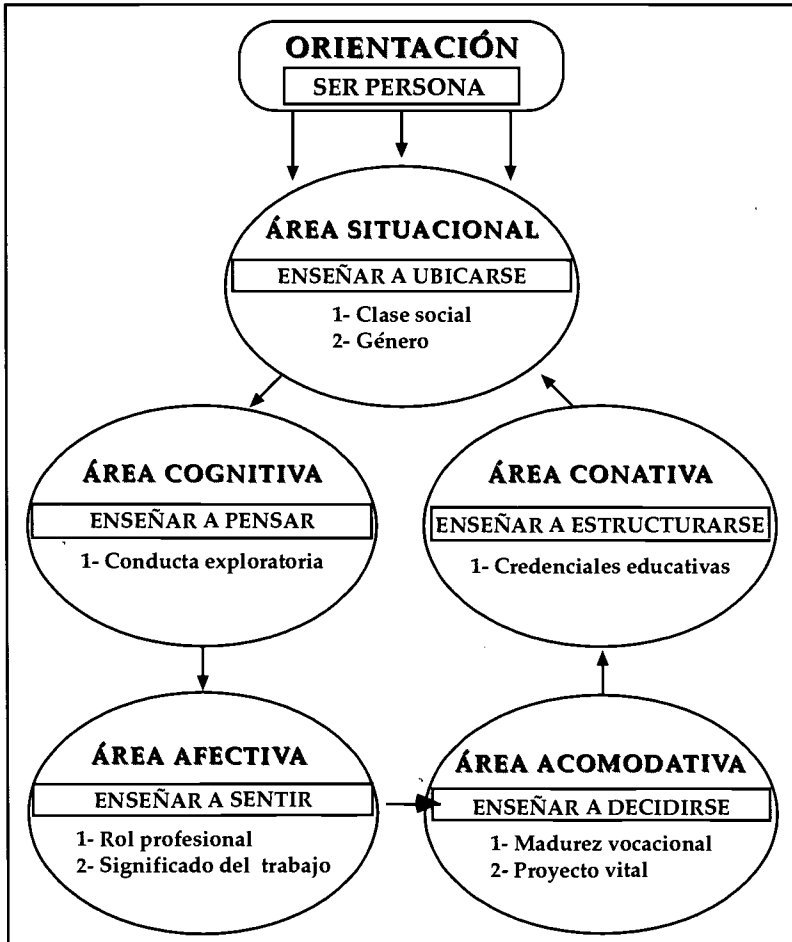 ORIENTACIÓN
SER PERSONA
ÁREA SITUACIONAL
ENSEÑAR A UBICARSE
1- Clase social
2- Género
ÁREA COGNITIVA
ENSEÑAR A PENSAR
1- Conducta exploratoria
ÁREA CONATIVA
ENSEÑAR A ESTRUCTURARSE
1- Credenciales educativas
ÁREA AFECTIVA
ENSEÑAR A SENTIR
1- Rol profesional
2- Significado del trabajo
ÁREA ACOMODATIVA
ENSEÑAR A DECIDIRSE
1- Madurez vocacional
2- Proyecto vital